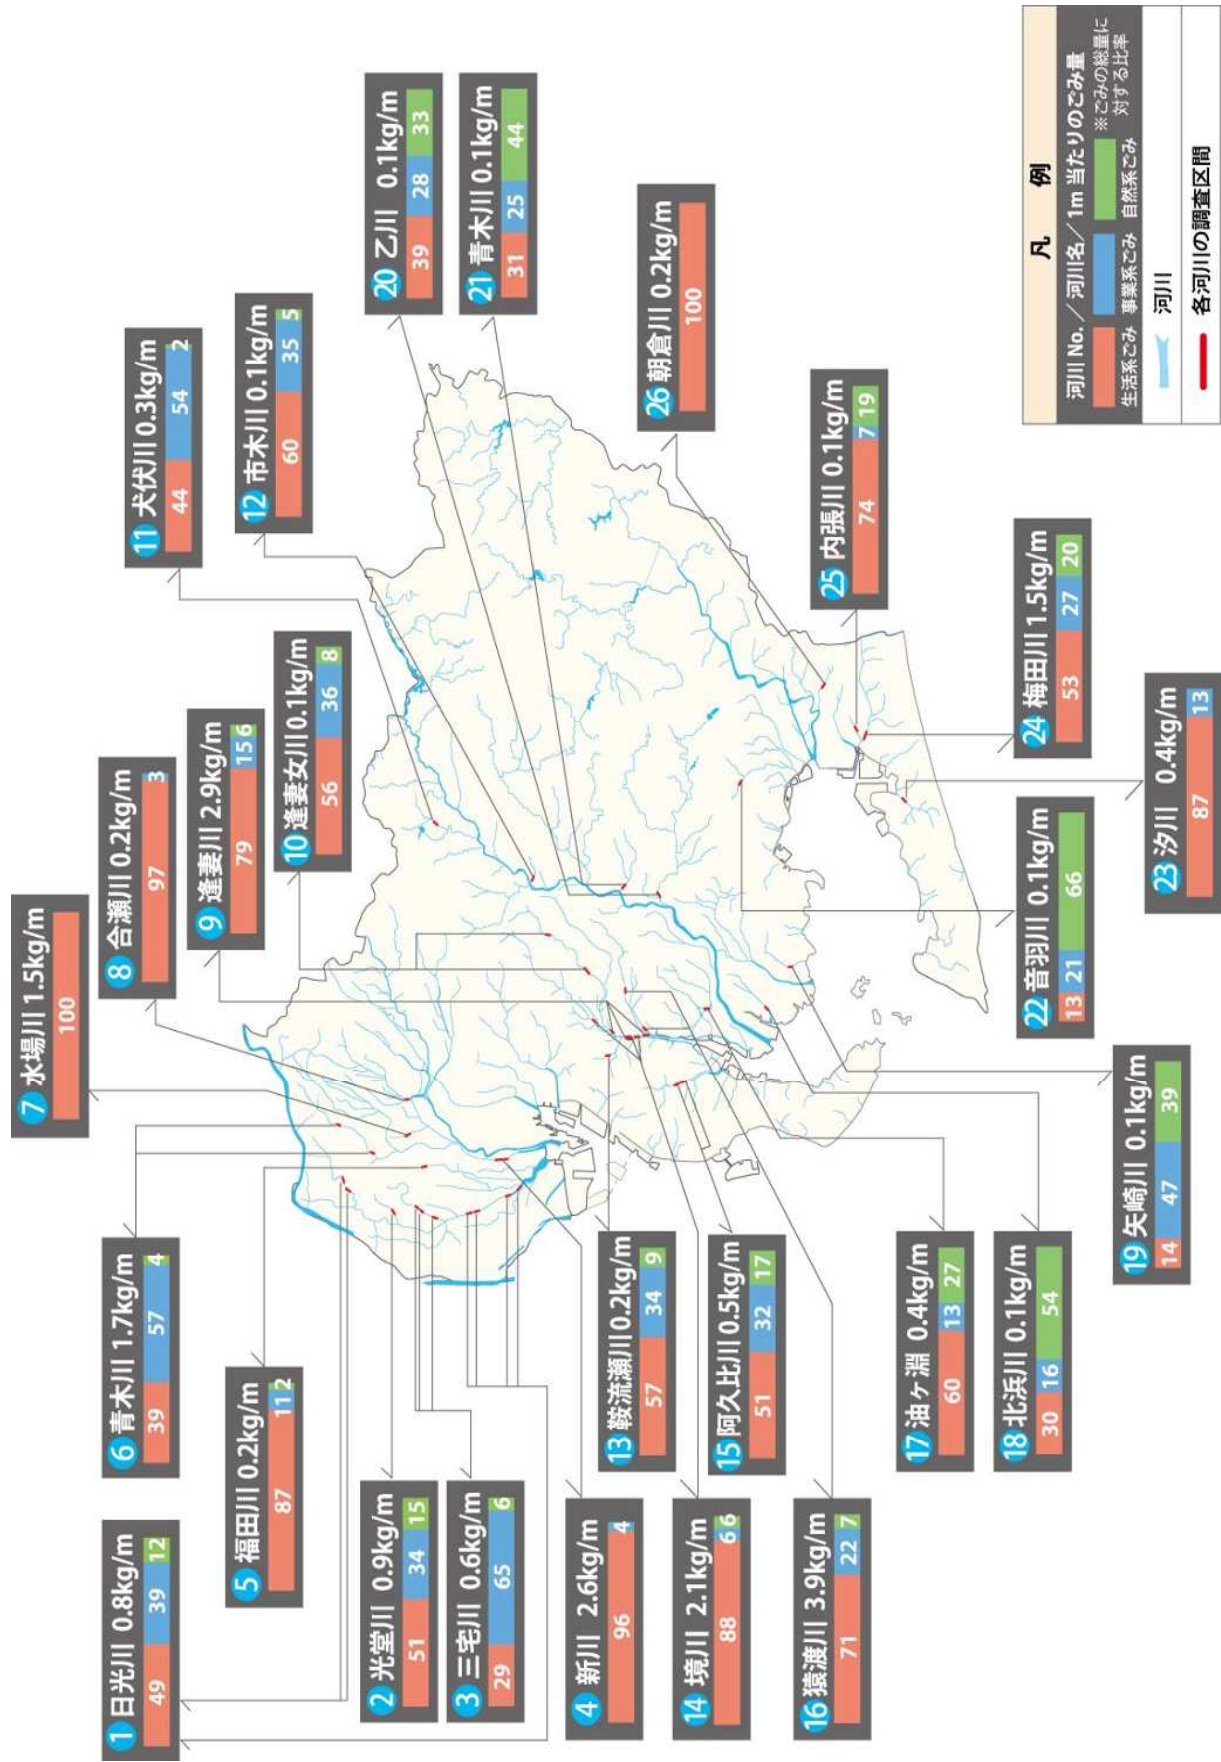 1 日光川 0.8kg/m
49 39 12
2 光堂川 0.9kg/m
51 34 15
3 三宅川 0.6kg/m
29 65 6
4 新川 2.6kg/m
96 4
5 福田川 0.2kg/m
87 11 2
6 青木川 1.7kg/m
39 57 4
7 水場川 1.5kg/m
100
8 合瀬川 0.2kg/m
97 3
9 逢妻川 2.9kg/m
79 15 6
10 逢妻女川 0.1kg/m
56 36 8
11 犬伏川 0.3kg/m
44 54 2
12 市木川 0.1kg/m
60 35 5
13 鞍流瀬川 0.2kg/m
57 34 9
14 境川 2.1kg/m
88 6 6
15 阿久比川 0.5kg/m
51 32 17
16 猿渡川 3.9kg/m
71 22 7
17 油ヶ淵 0.4kg/m
60 13 27
18 北浜川 0.1kg/m
30 16 54
19 矢崎川 0.1kg/m
14 47 39
20 乙川 0.1kg/m
39 28 33
21 青木川 0.1kg/m
31 25 44
22 音羽川 0.1kg/m
13 21 66
23 汐川 0.4kg/m
87 13
24 梅田川 1.5kg/m
53 27 20
25 内張川 0.1kg/m
74 7 19
26 朝倉川 0.2kg/m
100
凡 例
河川 No. ／ 河川名 ／ 1m 当たりのごみ量
生活系ごみ 事業系ごみ 自然系ごみ
※ごみの総量に
対する比率
河川
各河川の調査区間